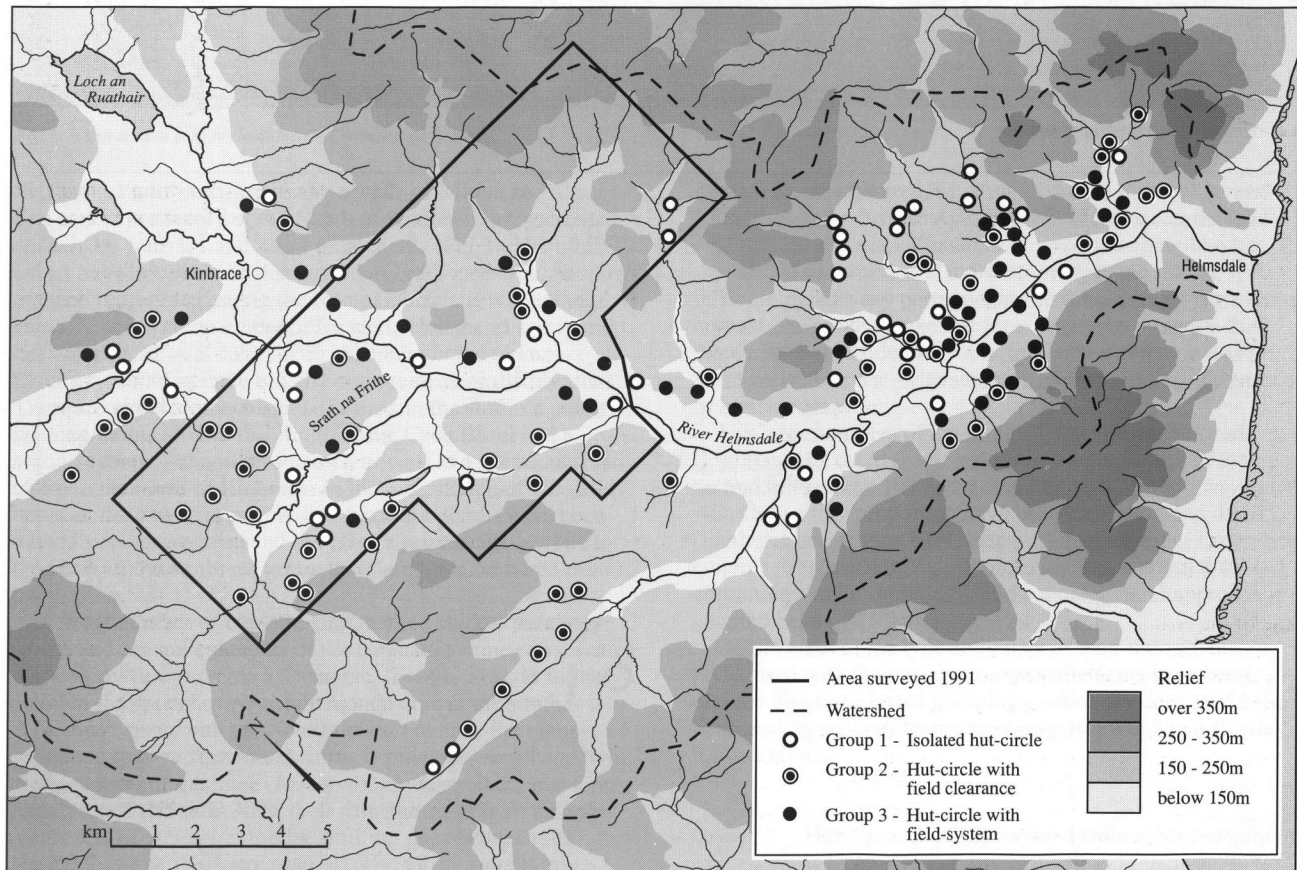 Loch an
Ruathair
Kinbrace
Helmsdale
Srath na Frithe
River Helmsdale
N
km 1 2 3 4 5
Area surveyed 1991
Watershed
Group 1 - Isolated hut-circle
Group 2 - Hut-circle with
field clearance
Group 3 - Hut-circle with
field-system
Relief
over 350m
250 - 350m
150 - 250m
below 150m